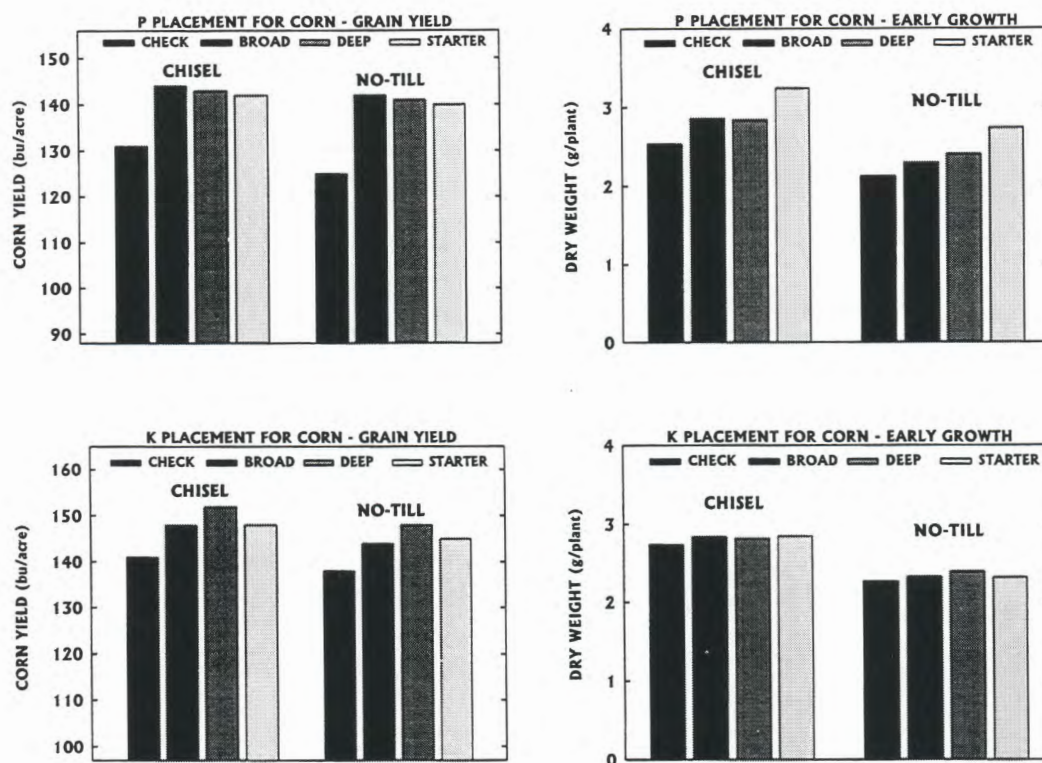 P PLACEMENT FOR CORN - GRAIN YIELD
CHECK BROAD DEEP STARTER
CHISEL
NO-TILL
CORN YIELD (bu/acre)
150
140
130
120
110
100
90
P PLACEMENT FOR CORN - EARLY GROWTH
CHECK BROAD DEEP STARTER
CHISEL
NO-TILL
DRY WEIGHT (g/plant)
4
3
2
1
0
K PLACEMENT FOR CORN - GRAIN YIELD
CHECK BROAD DEEP STARTER
CHISEL
NO-TILL
CORN YIELD (bu/acre)
160
150
140
130
120
110
100
K PLACEMENT FOR CORN - EARLY GROWTH
CHECK BROAD DEEP STARTER
CHISEL
NO-TILL
DRY WEIGHT (g/plant)
4
3
2
1
0